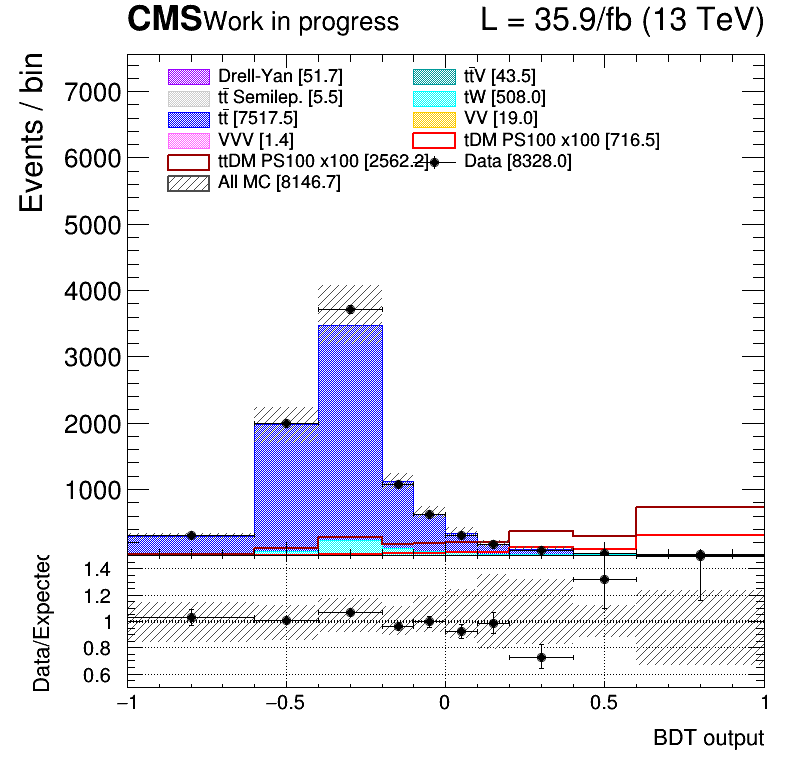 CMS Work in progress L = 35.9/fb (13 TeV)
Events / bin
Drell-Yan [51.7]
tt̄V [43.5]
tt̄ Semilep. [5.5]
tW [508.0]
tt̄ [7517.5]
VV [19.0]
VVV [1.4]
tDM PS100 x100 [716.5]
ttDM PS100 x100 [2562.2]
Data [8328.0]
All MC [8146.7]
7000
6000
5000
4000
3000
2000
1000
Data/Expected
1.4
1.2
1
0.8
0.6
−1 −0.5 0 0.5 1
BDT output